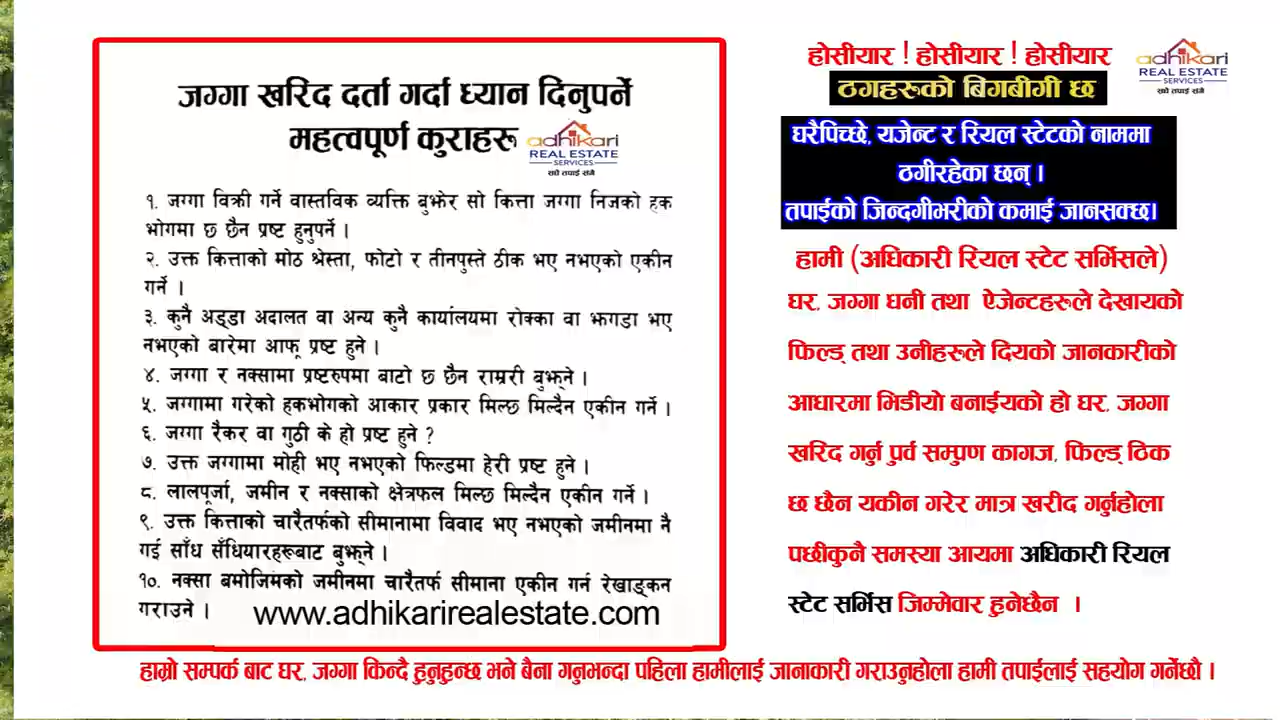 जग्गा खरिद दर्ता गर्दा ध्यान दिनुपर्ने
महत्वपूर्ण कुराहरू
adhikari
REAL ESTATE
SERVICES
सधैं तपाई संगै
१. जग्गा विक्री गर्ने वास्तविक व्यक्ति बुझेर सो कित्ता जग्गा निजको हक
भोगमा छ छैन प्रष्ट हुनुपर्ने ।
२. उक्त कित्ताको मोठ श्रेस्ता, फोटो र तीनपुस्ते ठीक भए नभएको एकीन
गर्ने ।
३. कुनै अड्डा अदालत वा अन्य कुनै कार्यालयमा रोक्का वा झगडा भए
नभएको बारेमा आफू प्रष्ट हुने ।
४. जग्गा र नक्सामा प्रष्टरुपमा बाटो छ छैन राम्ररी बुझ्ने ।
५. जग्गामा गरेको हकभोगको आकार प्रकार मिल्छ मिल्दैन एकीन गर्ने ।
६. जग्गा रैकर वा गुठी के हो प्रष्ट हुने ?
७. उक्त जग्गामा मोही भए नभएको फिल्डमा हेरी प्रष्ट हुने ।
८. लालपूर्जा, जमीन र नक्साको क्षेत्रफल मिल्छ मिल्दैन एकीन गर्ने ।
९. उक्त कित्ताको चारैतर्फको सीमानामा विवाद भए नभएको जमीनमा नै
गई साँध सँधियारहरूबाट बुझ्ने ।
१०. नक्सा बमोजिमको जमीनमा चारैतर्फ सीमाना एकीन गर्न रेखाङ्कन
गराउने ।
www.adhikarirealestate.com
होसीयार ! होसीयार ! होसीयार
adhikari
REAL ESTATE
SERVICES
सधैं तपाई संगै
ठगहरुको बिगबीगी छ
घरैपिच्छे, यजेन्ट र रियल स्टेटको नाममा
ठगीरहेका छन् ।
तपाईको जिन्दगीभरीको कमाई जानसक्छ।
हामी (अधिकारी रियल स्टेट सर्भिसले)
घर, जग्गा धनी तथा ऐजेन्टहरुले देखायको
फिल्ड् तथा उनीहरुले दियको जानकारीको
आधारमा भिडीयो बनाईयको हो घर, जग्गा
खरिद गर्नु पुर्व सम्पुणॅ कागज, फिल्ड् ठिक
छ छैन यकीन गरेर मात्र खरीद गर्नुहोला
पछीकुनै समस्या आयमा अधिकारी रियल
स्टेट सर्भिस जिम्मेवार हुनेछैन ।
हाम्रो सम्पर्क बाट घर, जग्गा किन्दै हुनुहुन्छ भने बैना गनुभन्दा पहिला हामीलाई जानाकारी गराउनुहोला हामी तपाईलाई सहयोग गर्नेछौ ।